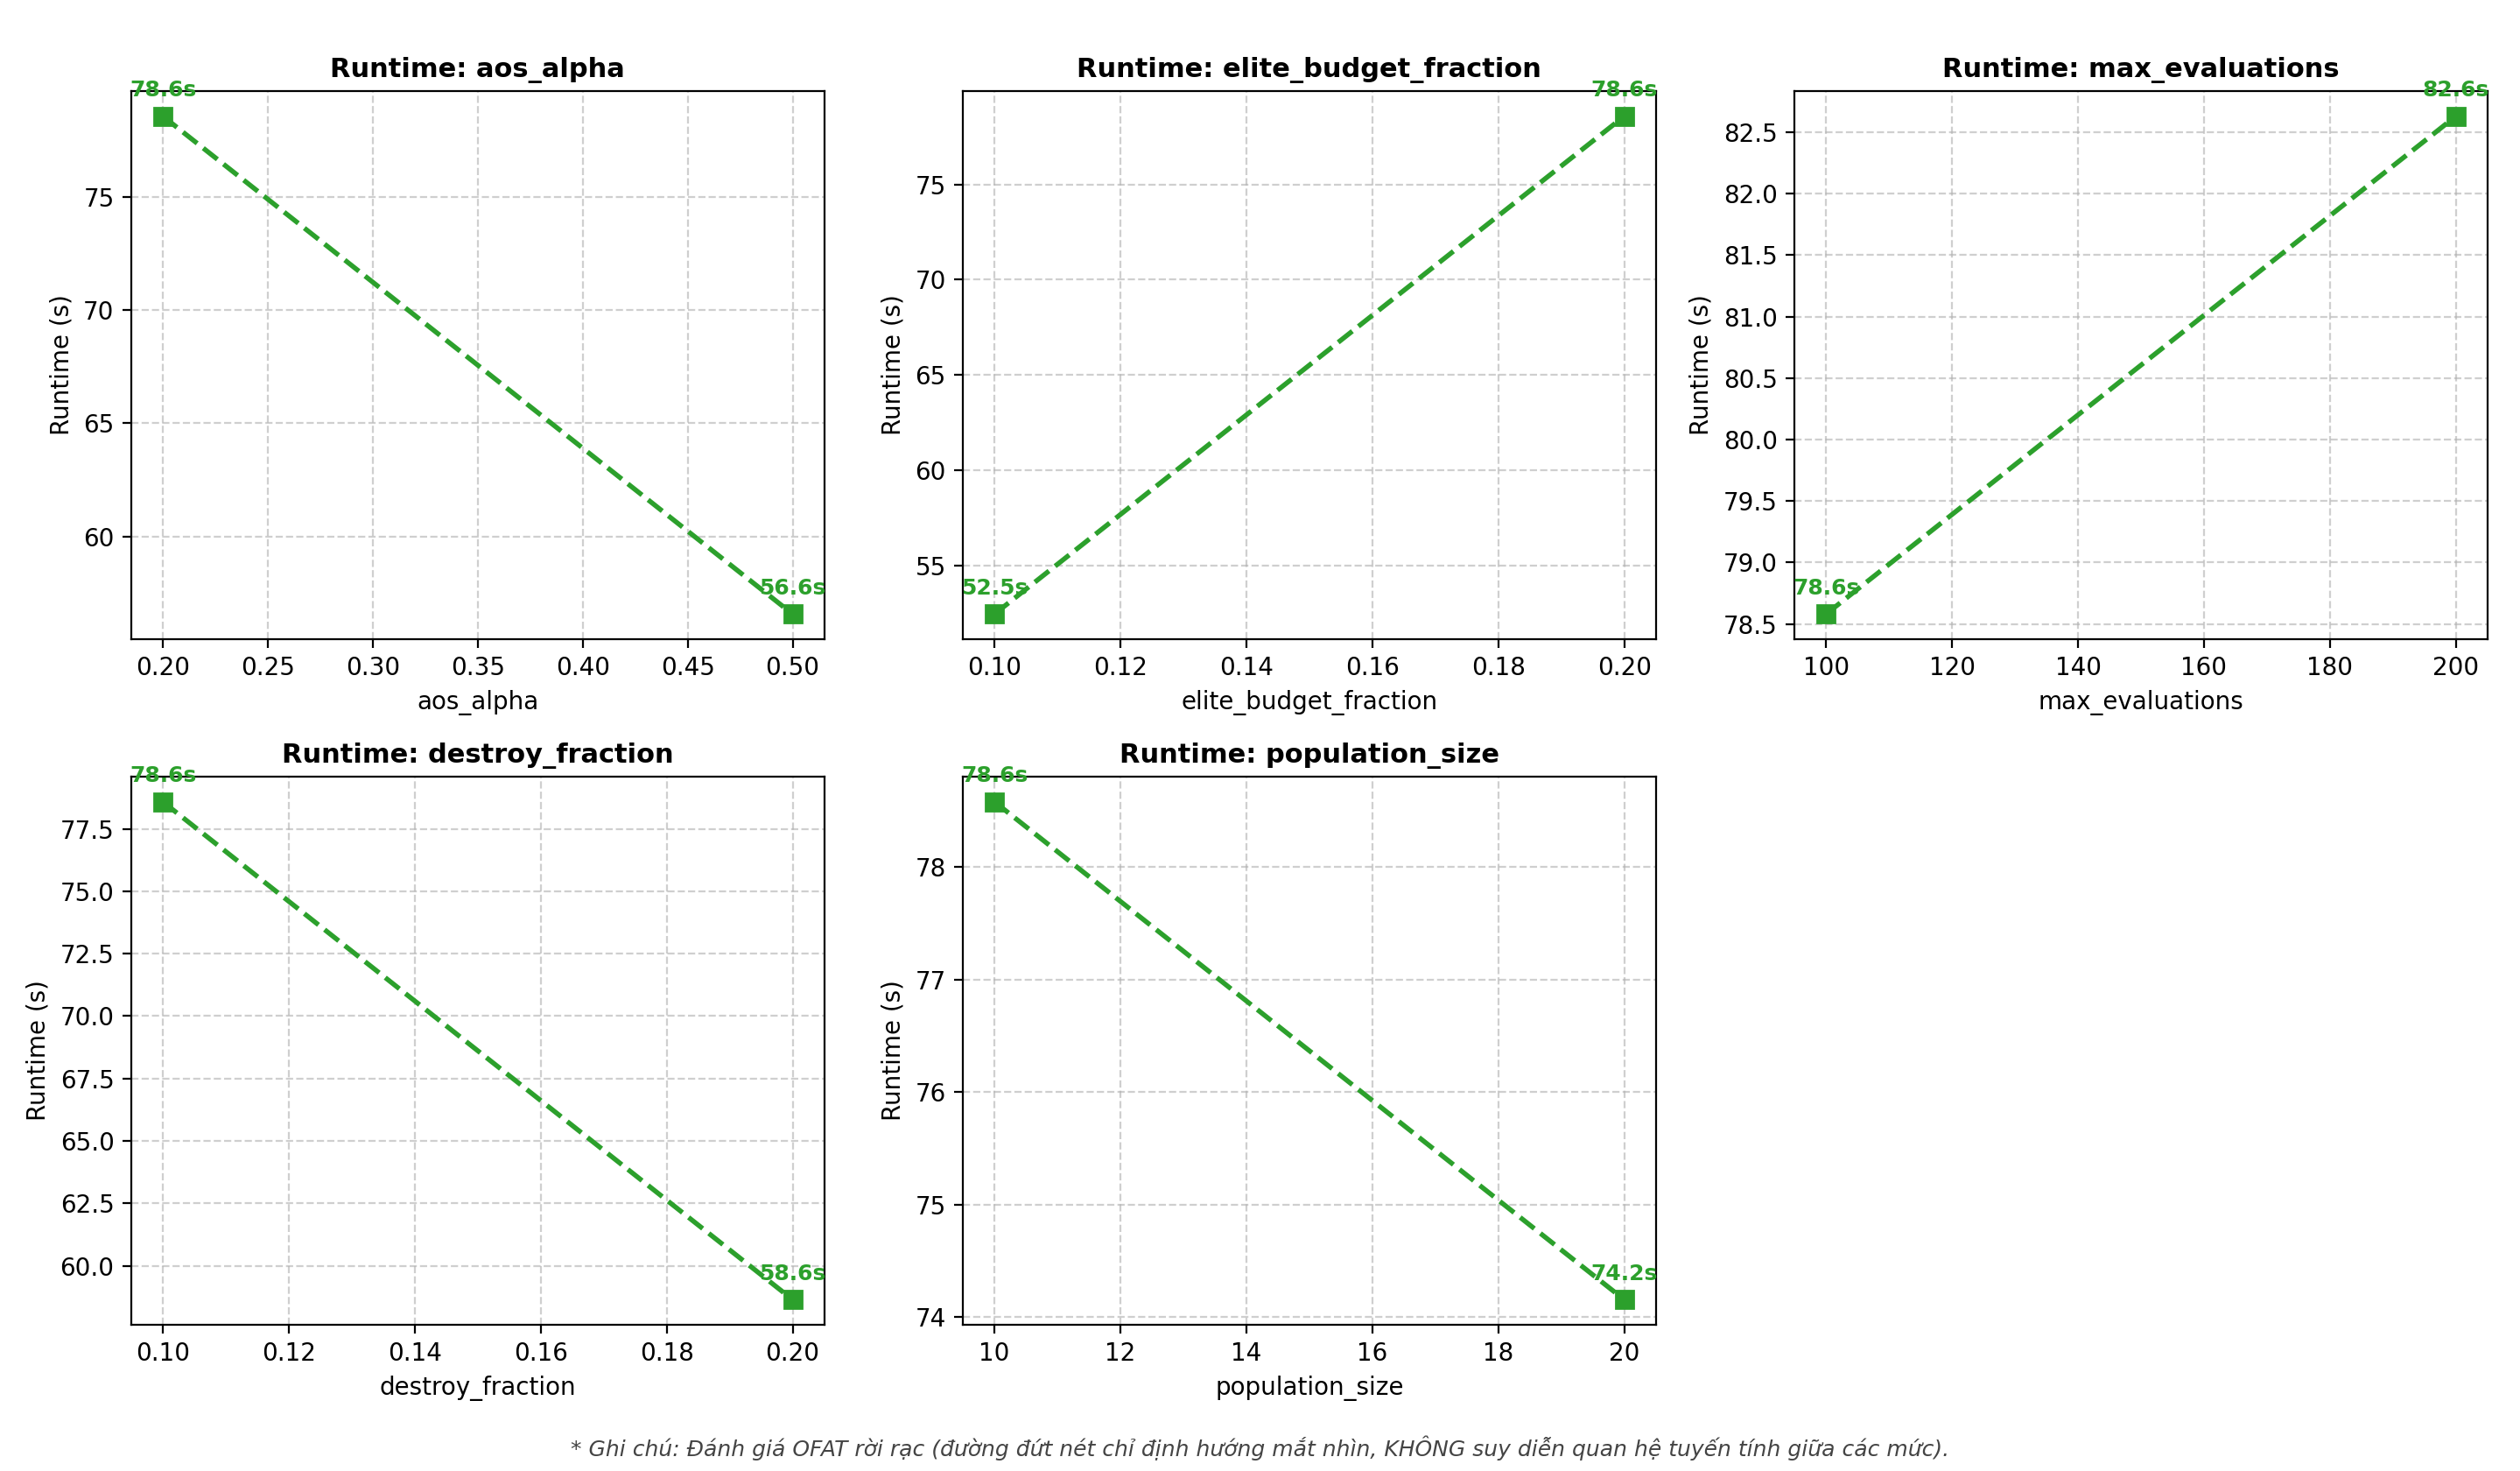 Runtime: aos_alpha
78.6s
75
70
65
60
Runtime (s)
56.6s
0.20 0.25 0.30 0.35 0.40 0.45 0.50
aos_alpha
Runtime: elite_budget_fraction
78.6s
75
70
65
60
55
Runtime (s)
52.5s
0.10 0.12 0.14 0.16 0.18 0.20
elite_budget_fraction
Runtime: max_evaluations
82.6s
82.5
82.0
81.5
81.0
80.5
80.0
79.5
79.0
78.5
Runtime (s)
78.6s
100 120 140 160 180 200
max_evaluations
Runtime: destroy_fraction
78.6s
77.5
75.0
72.5
70.0
67.5
65.0
62.5
60.0
Runtime (s)
58.6s
0.10 0.12 0.14 0.16 0.18 0.20
destroy_fraction
Runtime: population_size
78.6s
78
77
76
75
74
Runtime (s)
74.2s
10 12 14 16 18 20
population_size
* Ghi chú: Đánh giá OFAT rời rạc (đường đứt nét chỉ định hướng mắt nhìn, KHÔNG suy diễn quan hệ tuyến tính giữa các mức).